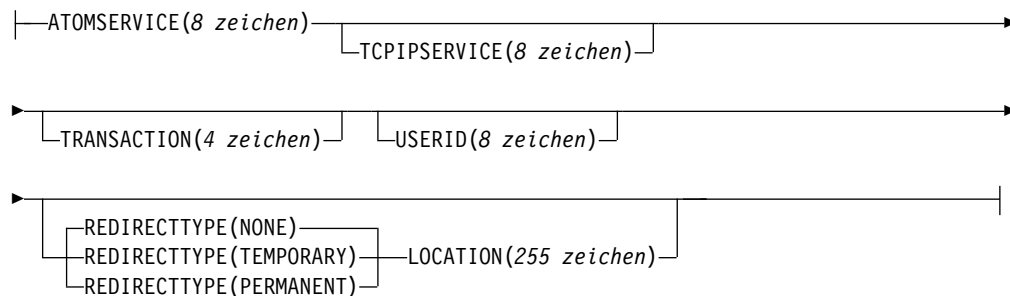 ATOMSERVICE(8 zeichen)
TCPIPSERVICE(8 zeichen)
TRANSACTION(4 zeichen)
USERID(8 zeichen)
REDIRECTTYPE(NONE)
REDIRECTTYPE(TEMPORARY)
LOCATION(255 zeichen)
REDIRECTTYPE(PERMANENT)